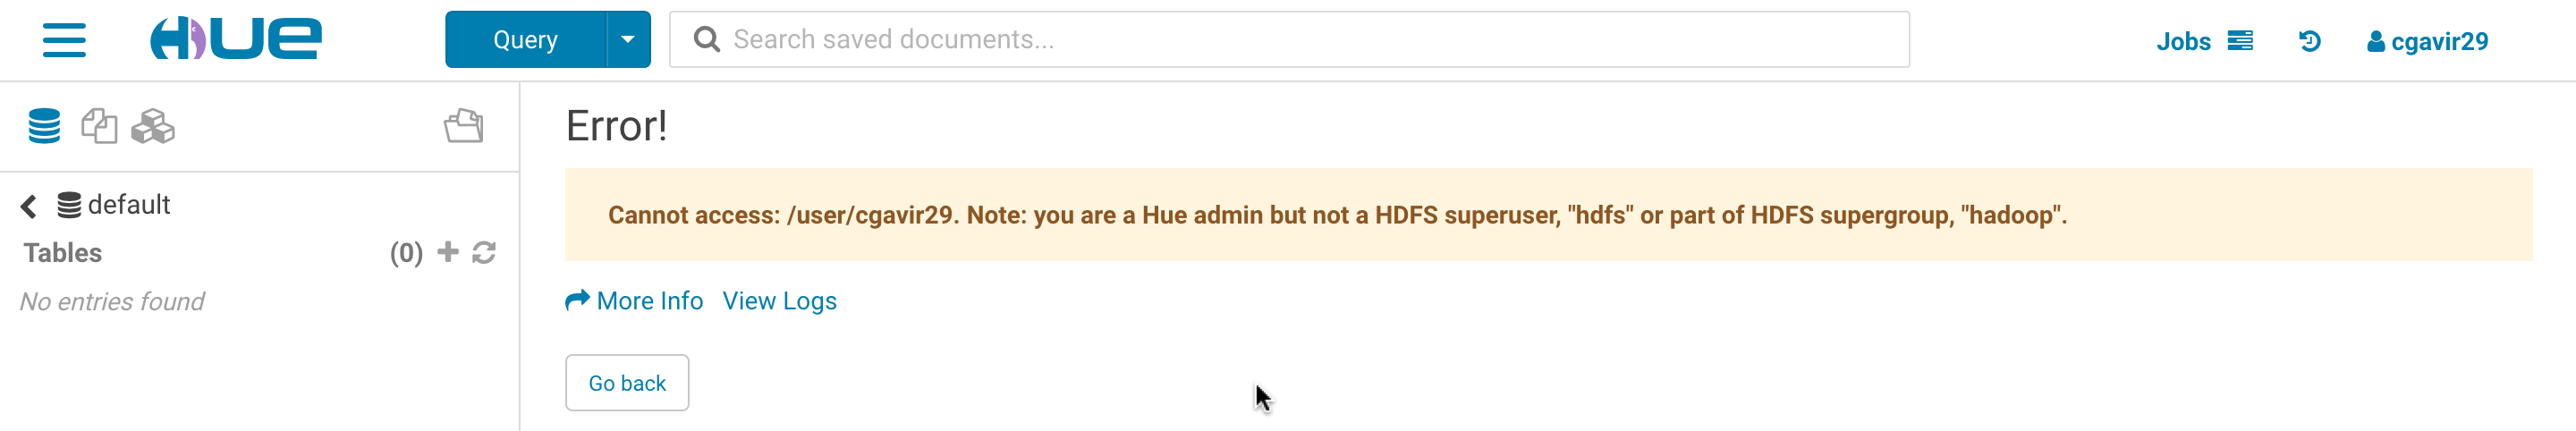 HUE
Query
Search saved documents...
Jobs
cgavir29
default
Tables (0)
No entries found
Error!
Cannot access: /user/cgavir29. Note: you are a Hue admin but not a HDFS superuser, "hdfs" or part of HDFS supergroup, "hadoop".
More Info View Logs
Go back